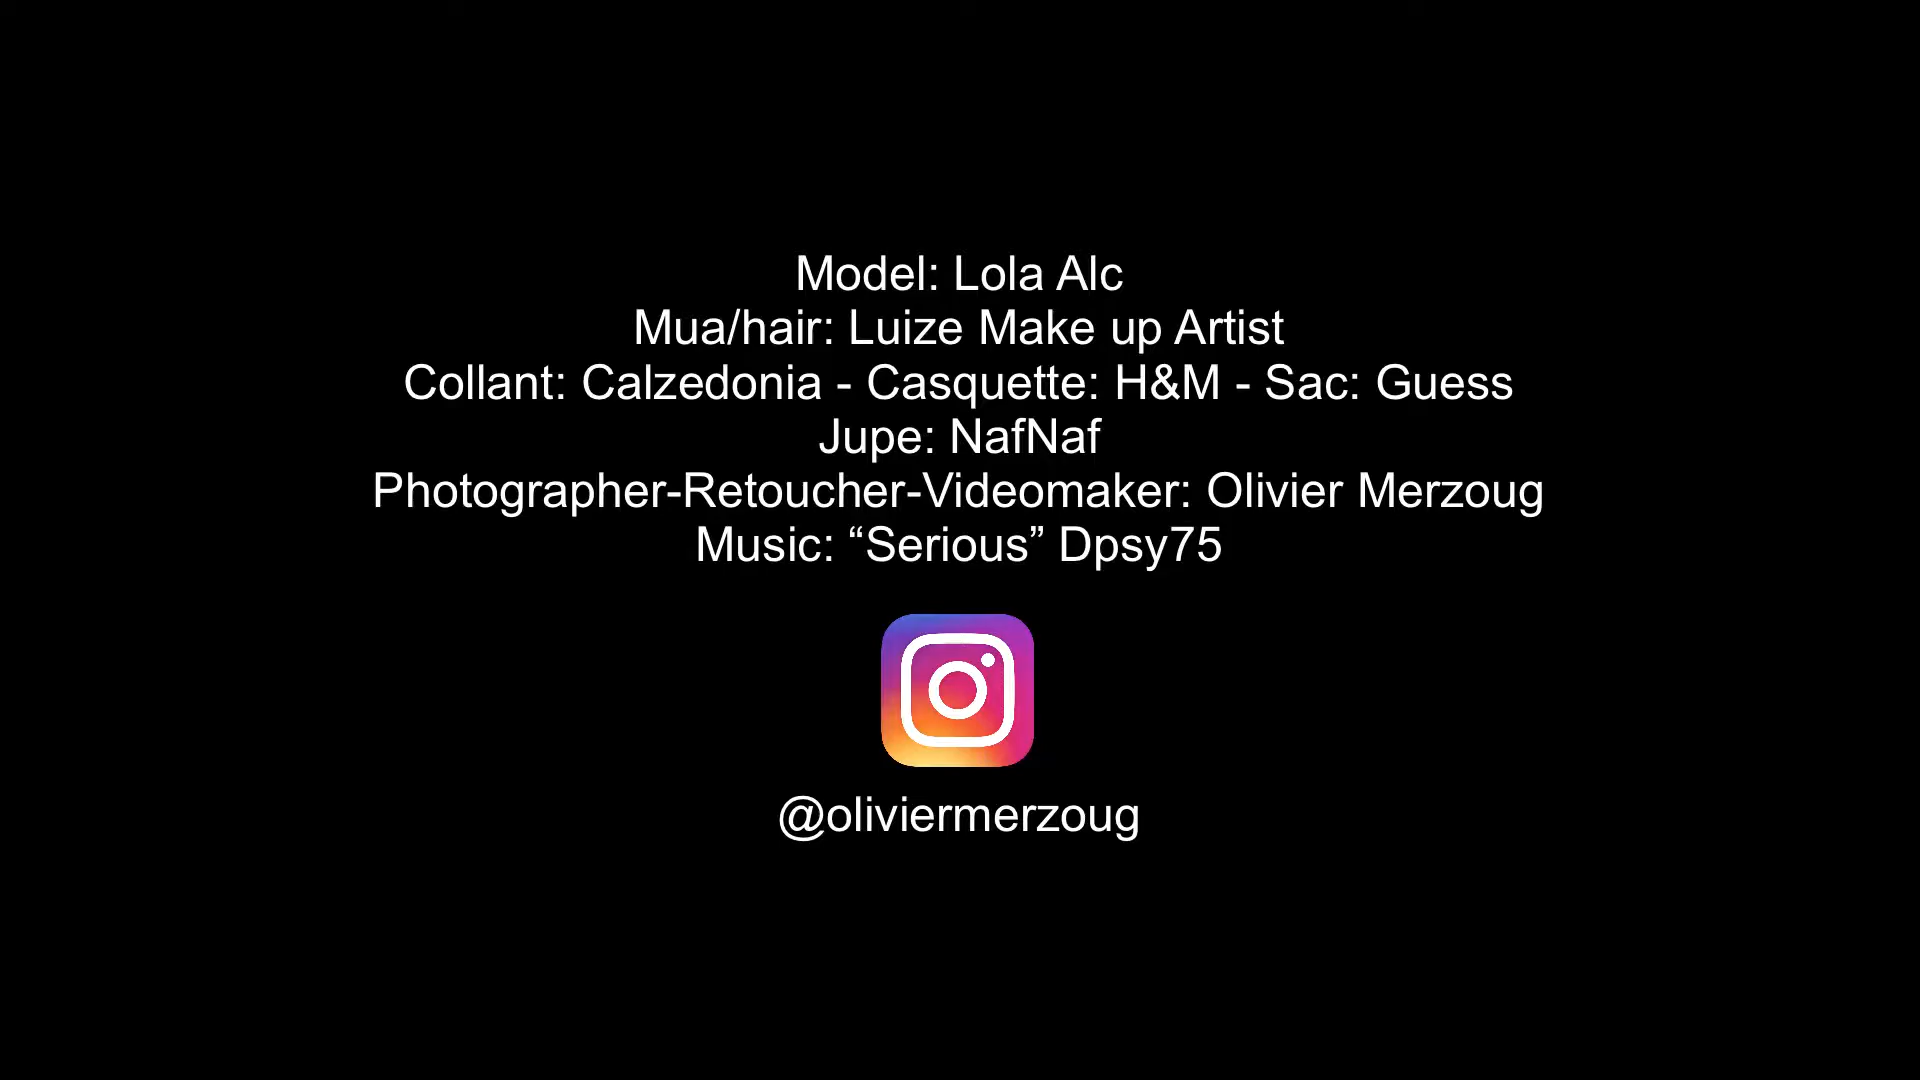 Model: Lola Alc
Mua/hair: Luize Make up Artist
Collant: Calzedonia - Casquette: H&M - Sac: Guess
Jupe: NafNaf
Photographer-Retoucher-Videomaker: Olivier Merzoug
Music: “Serious” Dpsy75
@oliviermerzoug